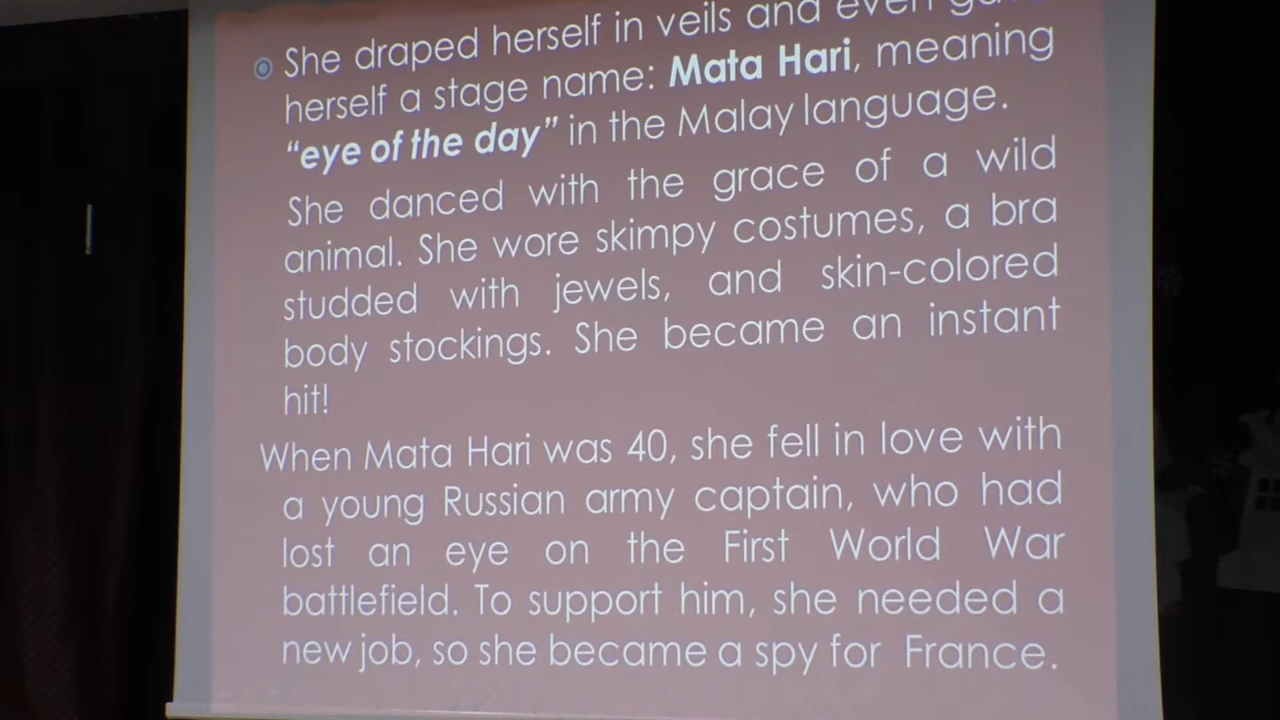 She draped herself in veils and even
herself a stage name: Mata Hari, meaning
“eye of the day” in the Malay language.
She danced with the grace of a wild
animal. She wore skimpy costumes, a bra
studded with jewels, and skin-colored
body stockings. She became an instant
hit!
When Mata Hari was 40, she fell in love with
a young Russian army captain, who had
lost an eye on the First World War
battlefield. To support him, she needed a
new job, so she became a spy for France.